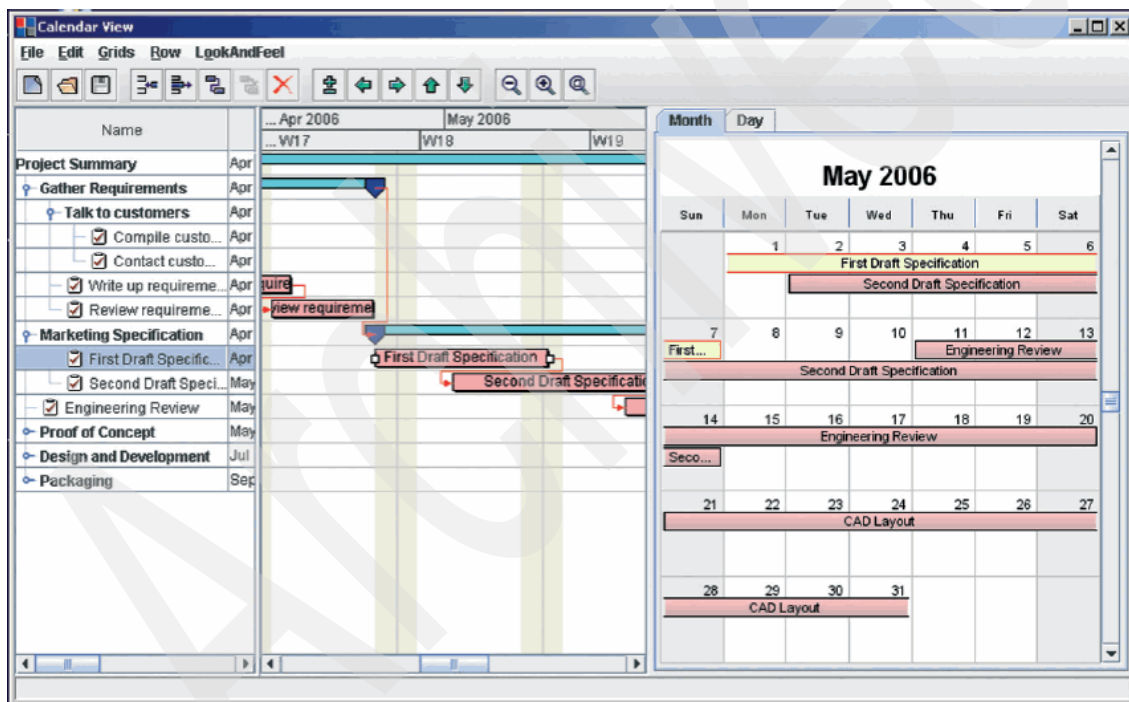 Calendar View
File Edit Grids Row LookAndFeel
Name
Project Summary Apr
Gather Requirements Apr
Talk to customers Apr
Compile custo... Apr
Contact custo... Apr
Write up requireme... Apr
Review requireme... Apr
Marketing Specification Apr
First Draft Specific... Apr
Second Draft Speci... May
Engineering Review May
Proof of Concept May
Design and Development Jul
Packaging Sep
... Apr 2006 May 2006
... W17 W18 W19
quire
view requiremel
First Draft Specification
Second Draft Specificatio
Month Day
May 2006
Sun Mon Tue Wed Thu Fri Sat
1 2 3 4 5 6
First Draft Specification
Second Draft Specification
7 8 9 10 11 12 13
First... Engineering Review
Second Draft Specification
14 15 16 17 18 19 20
Engineering Review
Seco...
21 22 23 24 25 26 27
CAD Layout
28 29 30 31
CAD Layout